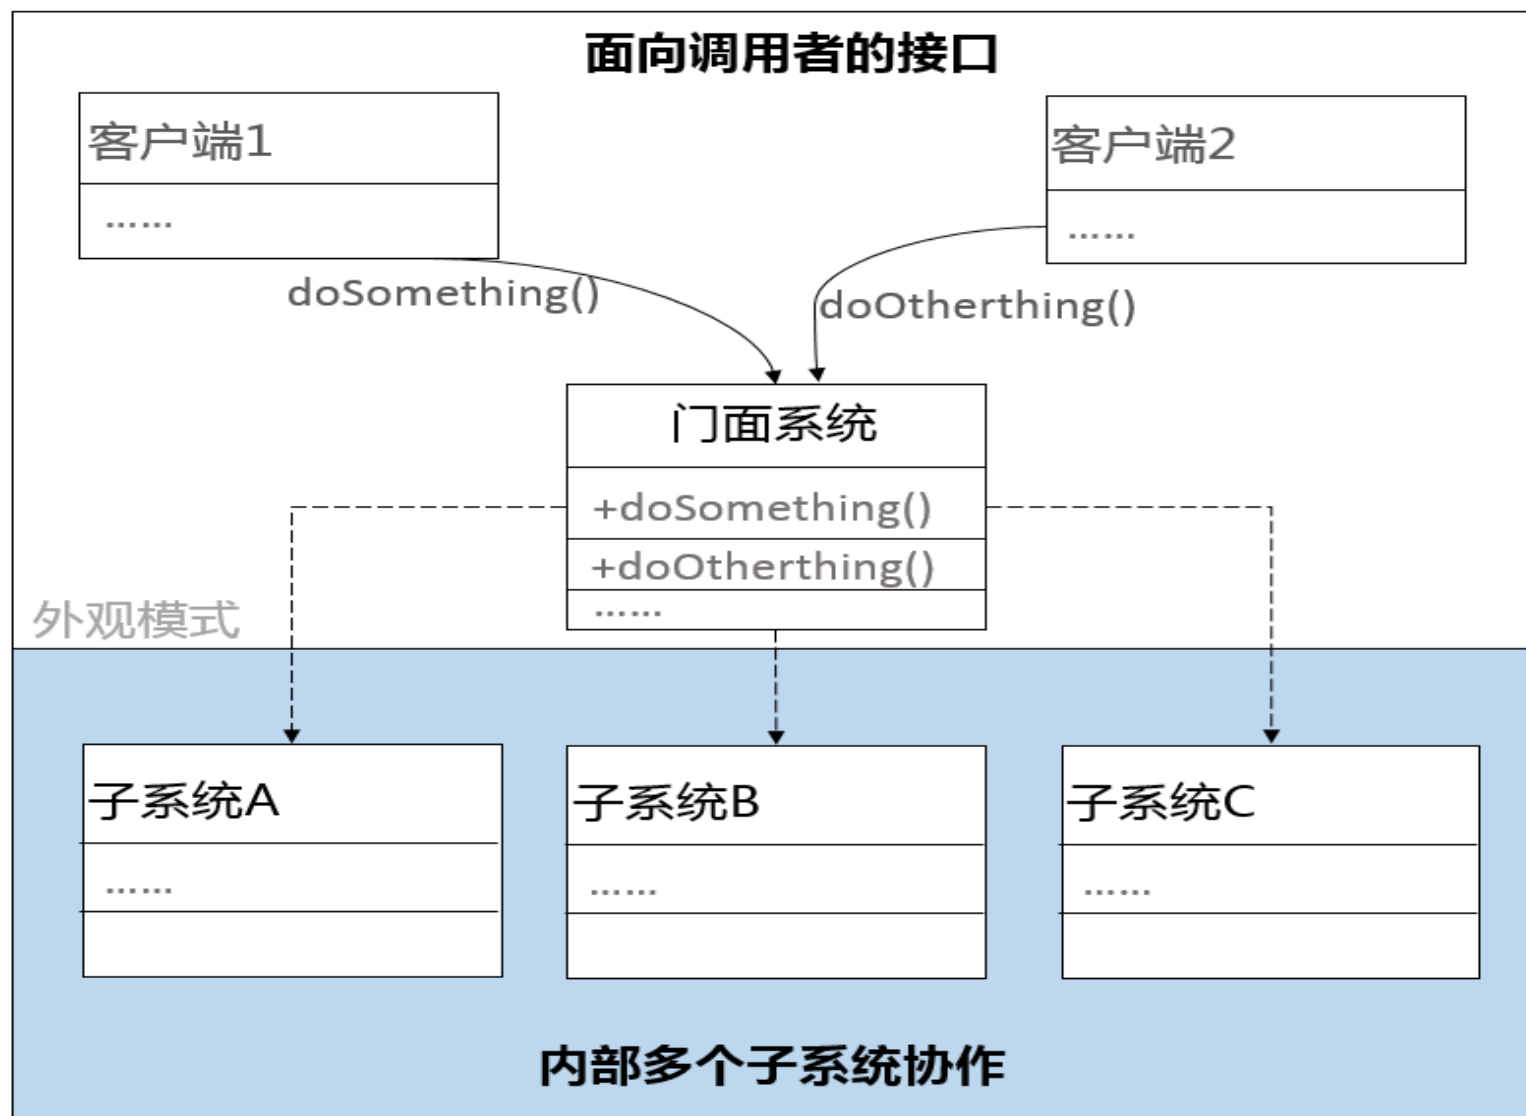 面向调用者的接口
客户端1
……
客户端2
……
doSomething()
doOtherthing()
门面系统
+doSomething()
+doOtherthing()
……
外观模式
子系统A
……
子系统B
……
子系统C
……
内部多个子系统协作